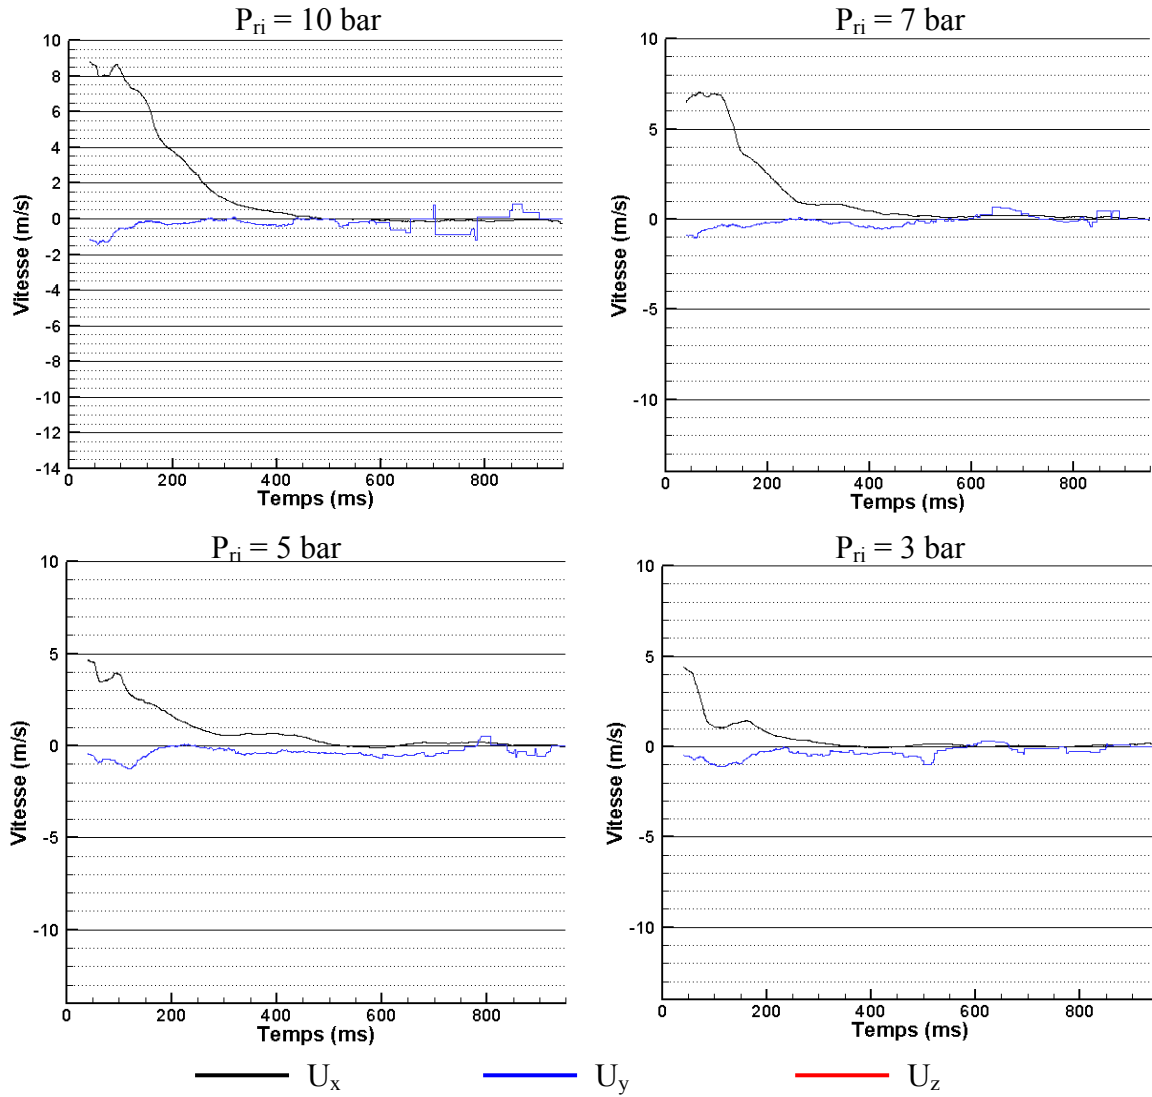 P_ri = 10 bar
P_ri = 7 bar
10
8
6
4
2
0
-2
-4
-6
-8
-10
-12
-14
Vitesse (m/s)
0 200 400 600 800
Temps (ms)
10
5
0
-5
-10
Vitesse (m/s)
0 200 400 600 800
Temps (ms)
P_ri = 5 bar
P_ri = 3 bar
10
5
0
-5
-10
Vitesse (m/s)
0 200 400 600 800
Temps (ms)
10
5
0
-5
-10
Vitesse (m/s)
0 200 400 600 800
Temps (ms)
U_x U_y U_z